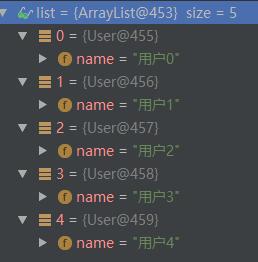 list = {ArrayList@453} size = 5
0 = {User@455}
f name = "用户0"
1 = {User@456}
f name = "用户1"
2 = {User@457}
f name = "用户2"
3 = {User@458}
f name = "用户3"
4 = {User@459}
f name = "用户4"